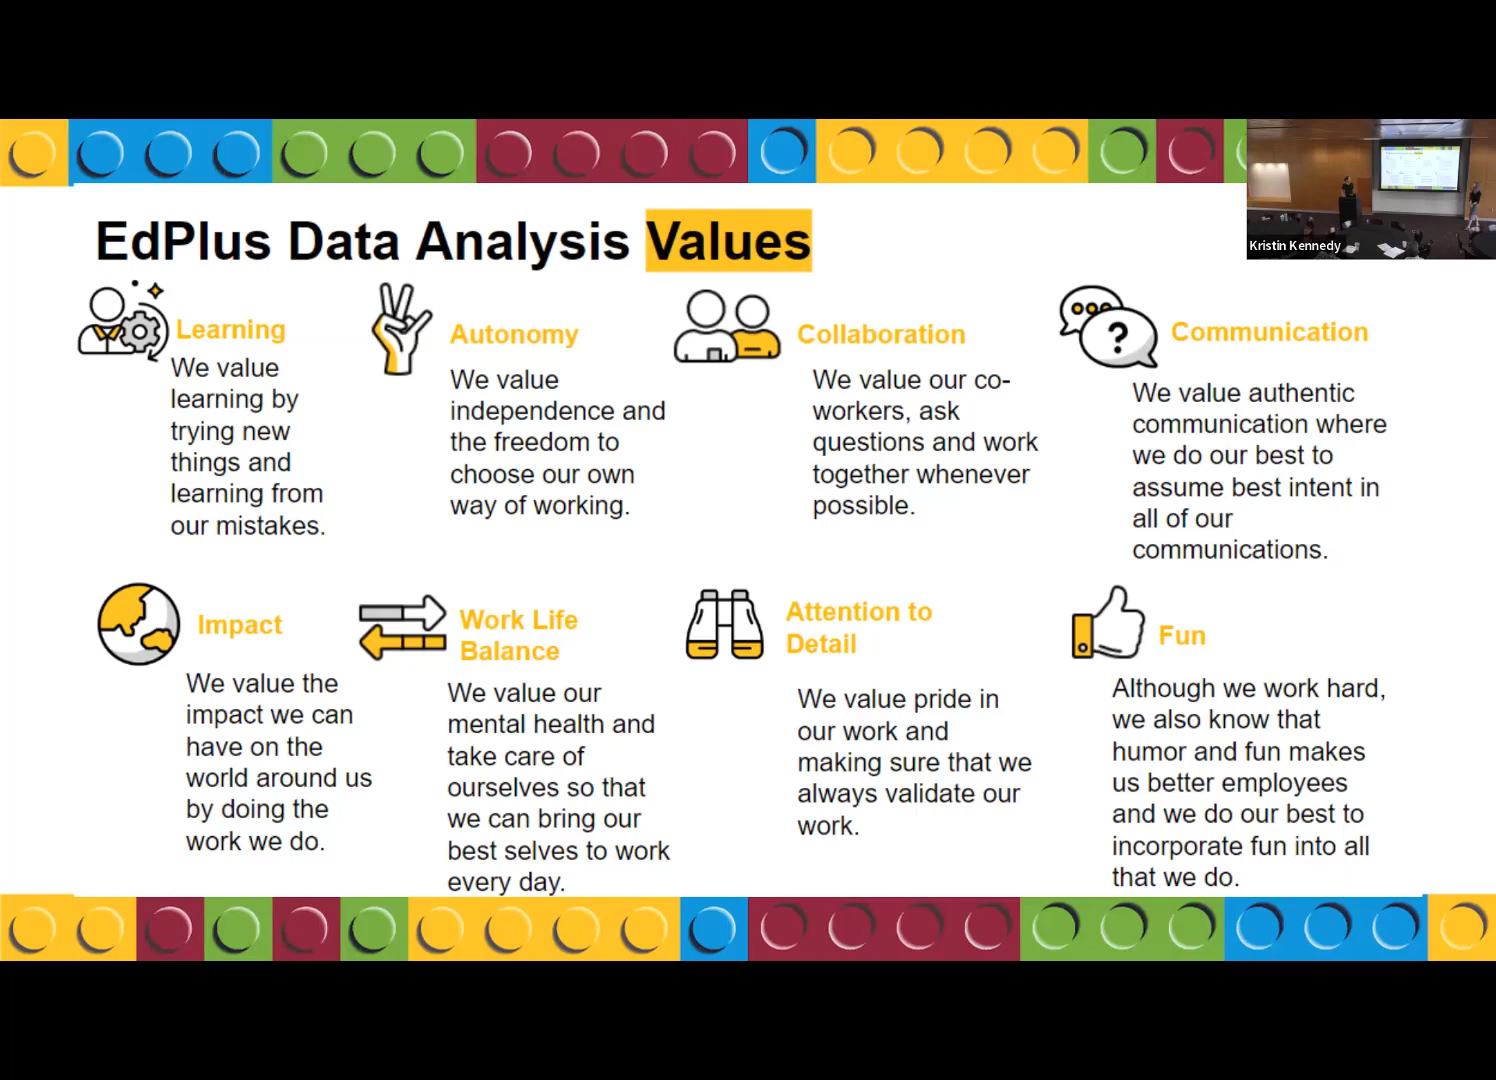 EdPlus Data Analysis Values
Kristin Kennedy
Learning
We value
learning by
trying new
things and
learning from
our mistakes.
Autonomy
We value
independence and
the freedom to
choose our own
way of working.
Collaboration
We value our co-
workers, ask
questions and work
together whenever
possible.
Communication
We value authentic
communication where
we do our best to
assume best intent in
all of our
communications.
Impact
We value the
impact we can
have on the
world around us
by doing the
work we do.
Work Life
Balance
We value our
mental health and
take care of
ourselves so that
we can bring our
best selves to work
every day.
Attention to
Detail
We value pride in
our work and
making sure that we
always validate our
work.
Fun
Although we work hard,
we also know that
humor and fun makes
us better employees
and we do our best to
incorporate fun into all
that we do.
?